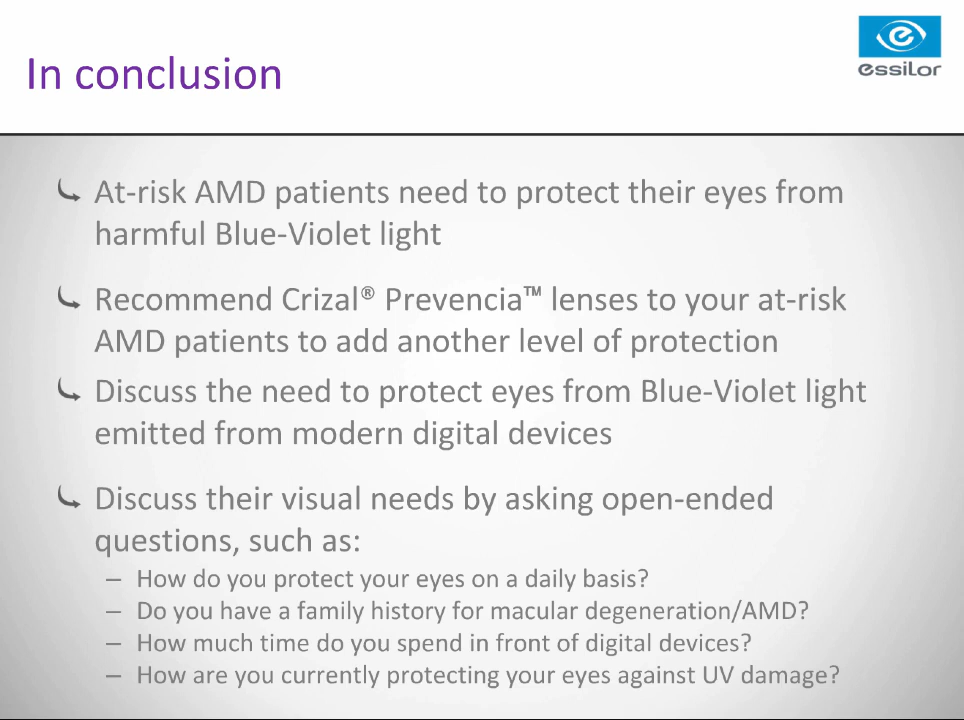 In conclusion
essilor
At-risk AMD patients need to protect their eyes from
harmful Blue-Violet light
Recommend Crizal® Prevencia™ lenses to your at-risk
AMD patients to add another level of protection
Discuss the need to protect eyes from Blue-Violet light
emitted from modern digital devices
Discuss their visual needs by asking open-ended
questions, such as:
– How do you protect your eyes on a daily basis?
– Do you have a family history for macular degeneration/AMD?
– How much time do you spend in front of digital devices?
– How are you currently protecting your eyes against UV damage?